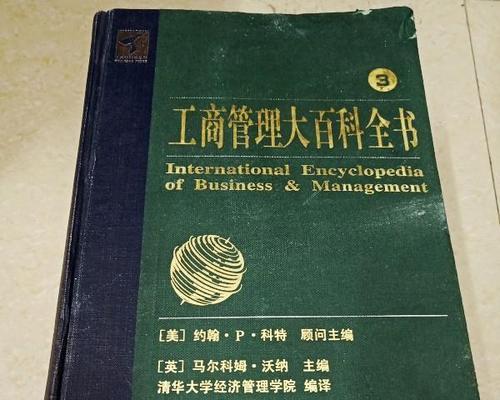 3
工商管理大百科全书
International Encyclopedia
of Business & Management
[美] 约翰·P·科特 顾问主编
[英] 马尔科姆·沃纳 主编
清华大学经济管理学院 编译